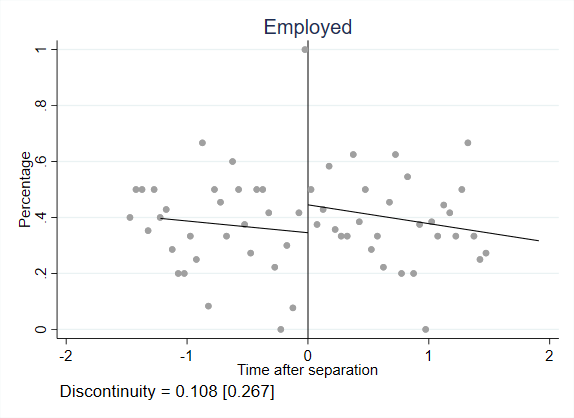 Employed
Percentage
1
.8
.6
.4
.2
0
-2 -1 0 1 2
Time after separation
Discontinuity = 0.108 [0.267]